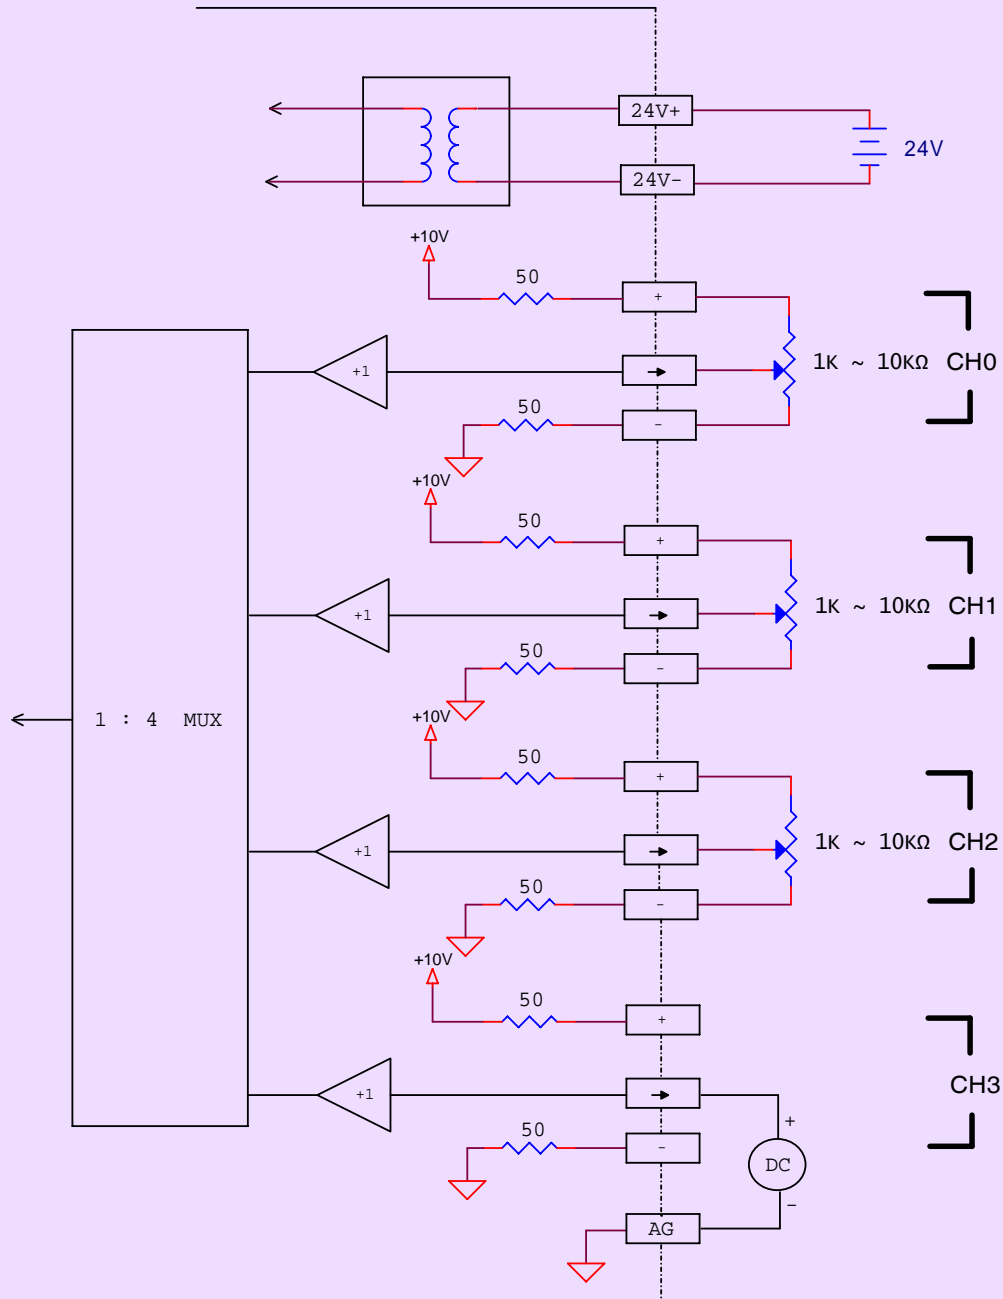 24V+
24V
24V-
+10V
50
+
+1
→
1K ~ 10KΩ CH0
50
-
+10V
50
+
+1
→
1K ~ 10KΩ CH1
50
-
1 : 4 MUX
+10V
50
+
+1
→
1K ~ 10KΩ CH2
50
-
+10V
50
+
CH3
+1
→
+
50
-
DC
-
AG